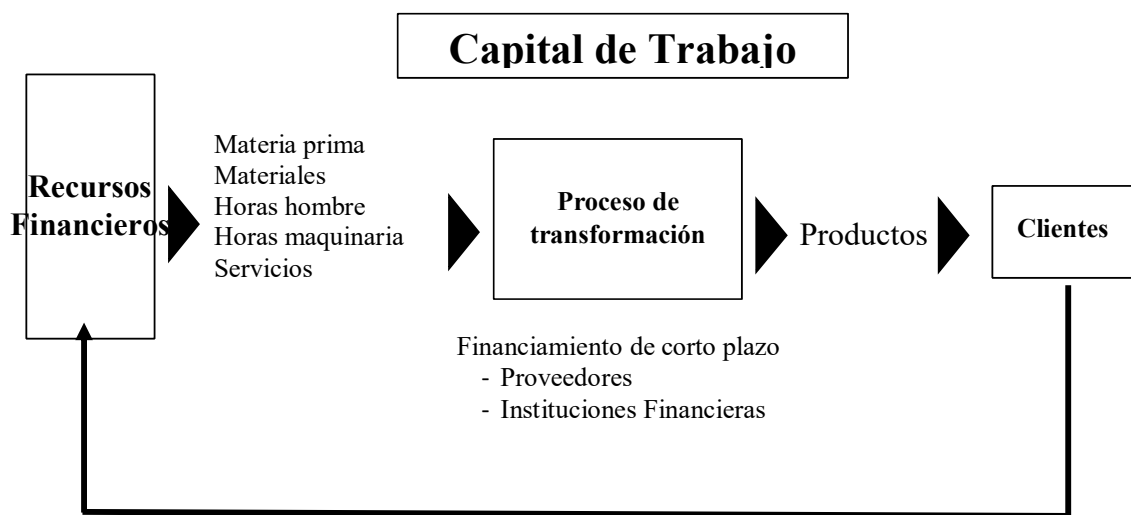 Capital de Trabajo
Recursos
Financieros
Materia prima
Materiales
Horas hombre
Horas maquinaria
Servicios
Proceso de
transformación
Productos
Clientes
Financiamiento de corto plazo
- Proveedores
- Instituciones Financieras